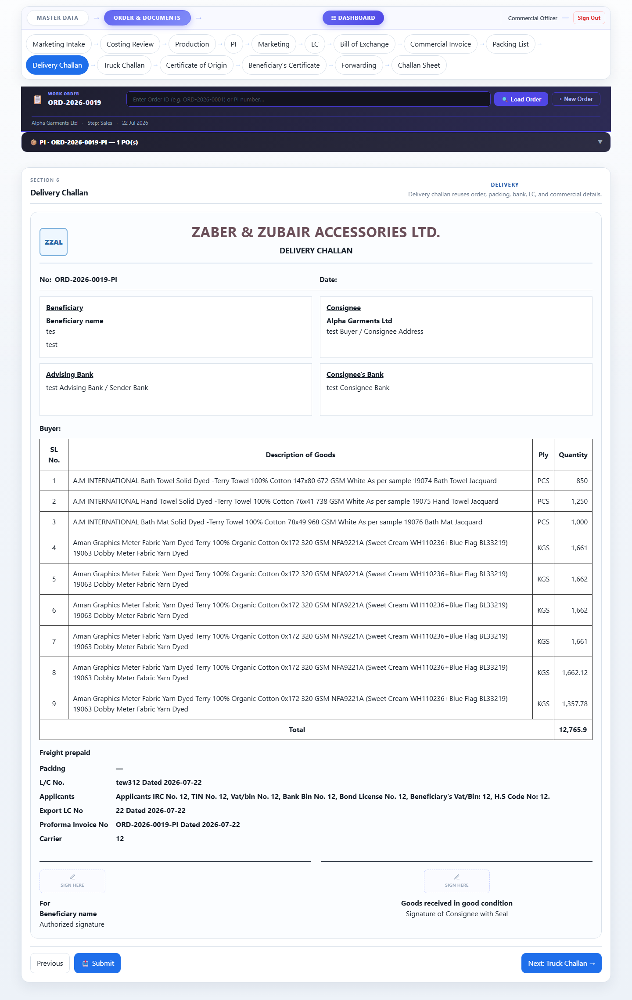 MASTER DATA → ORDER & DOCUMENTS → DASHBOARD Commercial Officer Sign Out
Marketing Intake → Costing Review → Production → PI → Marketing → LC → Bill of Exchange → Commercial Invoice → Packing List →
Delivery Challan → Truck Challan → Certificate of Origin → Beneficiary's Certificate → Forwarding → Challan Sheet
WORK ORDER
ORD-2026-0019
Enter Order ID (e.g. ORD-2026-0001) or PI number...
Load Order
+ New Order
Alpha Garments Ltd · Step: Sales · 22 Jul 2026
PI · ORD-2026-0019-PI — 1 PO(s) ▼
SECTION 6
Delivery Challan
DELIVERY
Delivery challan reuses order, packing, bank, LC, and commercial details.
ZZAL
ZABER & ZUBAIR ACCESSORIES LTD.
DELIVERY CHALLAN
No: ORD-2026-0019-PI
Date:
Beneficiary
Beneficiary name
tes
test
Consignee
Alpha Garments Ltd
test Buyer / Consignee Address
Advising Bank
test Advising Bank / Sender Bank
Consignee's Bank
test Consignee Bank
Buyer:
SL No. Description of Goods Ply Quantity
1 A.M INTERNATIONAL Bath Towel Solid Dyed -Terry Towel 100% Cotton 147x80 672 GSM White As per sample 19074 Bath Towel Jacquard PCS 850
2 A.M INTERNATIONAL Hand Towel Solid Dyed -Terry Towel 100% Cotton 76x41 738 GSM White As per sample 19075 Hand Towel Jacquard PCS 1,250
3 A.M INTERNATIONAL Bath Mat Solid Dyed -Terry Towel 100% Cotton 78x49 968 GSM White As per sample 19076 Bath Mat Jacquard PCS 1,000
4 Aman Graphics Meter Fabric Yarn Dyed Terry 100% Organic Cotton 0x172 320 GSM NFA9221A (Sweet Cream WH110236+Blue Flag BL33219)
19063 Dobby Meter Fabric Yarn Dyed KGS 1,661
5 Aman Graphics Meter Fabric Yarn Dyed Terry 100% Organic Cotton 0x172 320 GSM NFA9221A (Sweet Cream WH110236+Blue Flag BL33219)
19063 Dobby Meter Fabric Yarn Dyed KGS 1,662
6 Aman Graphics Meter Fabric Yarn Dyed Terry 100% Organic Cotton 0x172 320 GSM NFA9221A (Sweet Cream WH110236+Blue Flag BL33219)
19063 Dobby Meter Fabric Yarn Dyed KGS 1,662
7 Aman Graphics Meter Fabric Yarn Dyed Terry 100% Organic Cotton 0x172 320 GSM NFA9221A (Sweet Cream WH110236+Blue Flag BL33219)
19063 Dobby Meter Fabric Yarn Dyed KGS 1,661
8 Aman Graphics Meter Fabric Yarn Dyed Terry 100% Organic Cotton 0x172 320 GSM NFA9221A (Sweet Cream WH110236+Blue Flag BL33219)
19063 Dobby Meter Fabric Yarn Dyed KGS 1,662.12
9 Aman Graphics Meter Fabric Yarn Dyed Terry 100% Organic Cotton 0x172 320 GSM NFA9221A (Sweet Cream WH110236+Blue Flag BL33219)
19063 Dobby Meter Fabric Yarn Dyed KGS 1,357.78
Total 12,765.9
Freight prepaid
Packing —
L/C No. tew312 Dated 2026-07-22
Applicants Applicants IRC No. 12, TIN No. 12, Vat/bin No. 12, Bank Bin No. 12, Bond License No. 12, Beneficiary's Vat/Bin: 12, H.S Code No: 12.
Export LC No 22 Dated 2026-07-22
Proforma Invoice No ORD-2026-0019-PI Dated 2026-07-22
Carrier 12
SIGN HERE
For
Beneficiary name
Authorized signature
SIGN HERE
Goods received in good condition
Signature of Consignee with Seal
Previous
Submit
Next: Truck Challan →